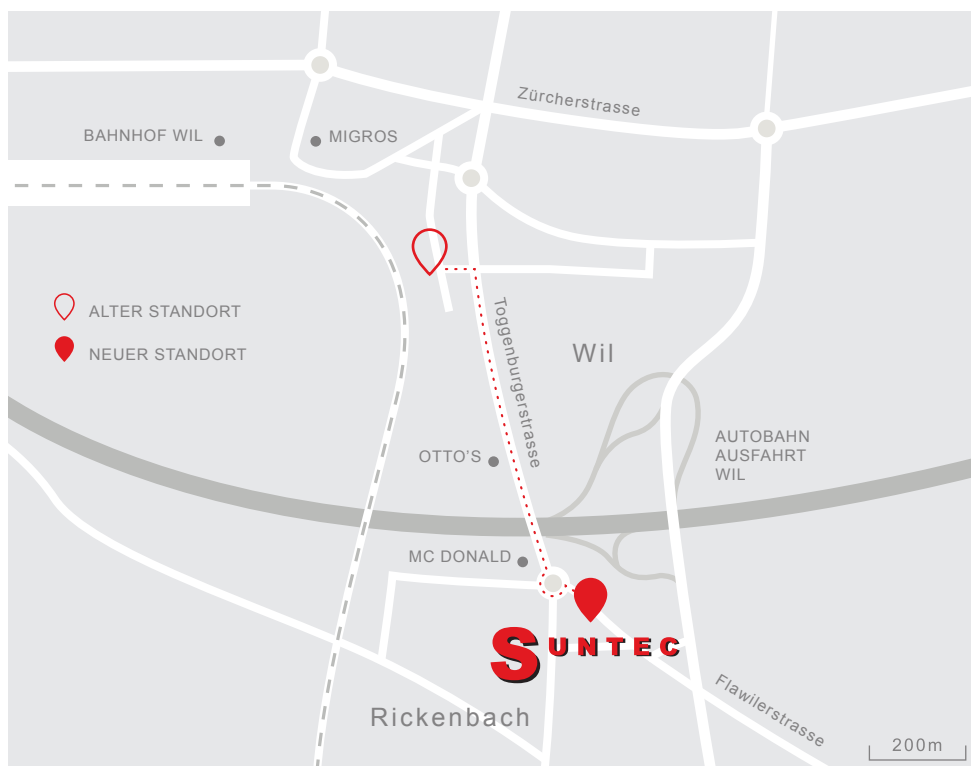 Zürcherstrasse
BAHNHOF WIL
MIGROS
ALTER STANDORT
NEUER STANDORT
Toggenburgerstrasse
Wil
OTTO'S
AUTOBAHN
AUSFAHRT
WIL
MC DONALD
SUNTEC
Rickenbach
Flawilerstrasse
200m